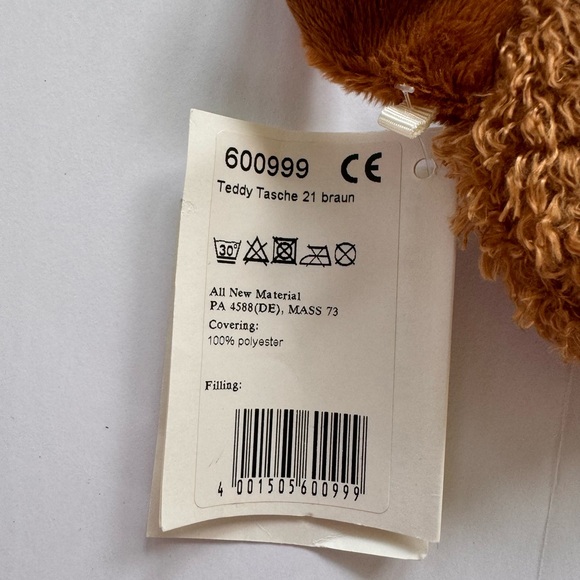 600999 CE
Teddy Tasche 21 braun
30°
All New Material
PA 4588(DE), MASS 73
Covering:
100% polyester
Filling:
4 001505 600999